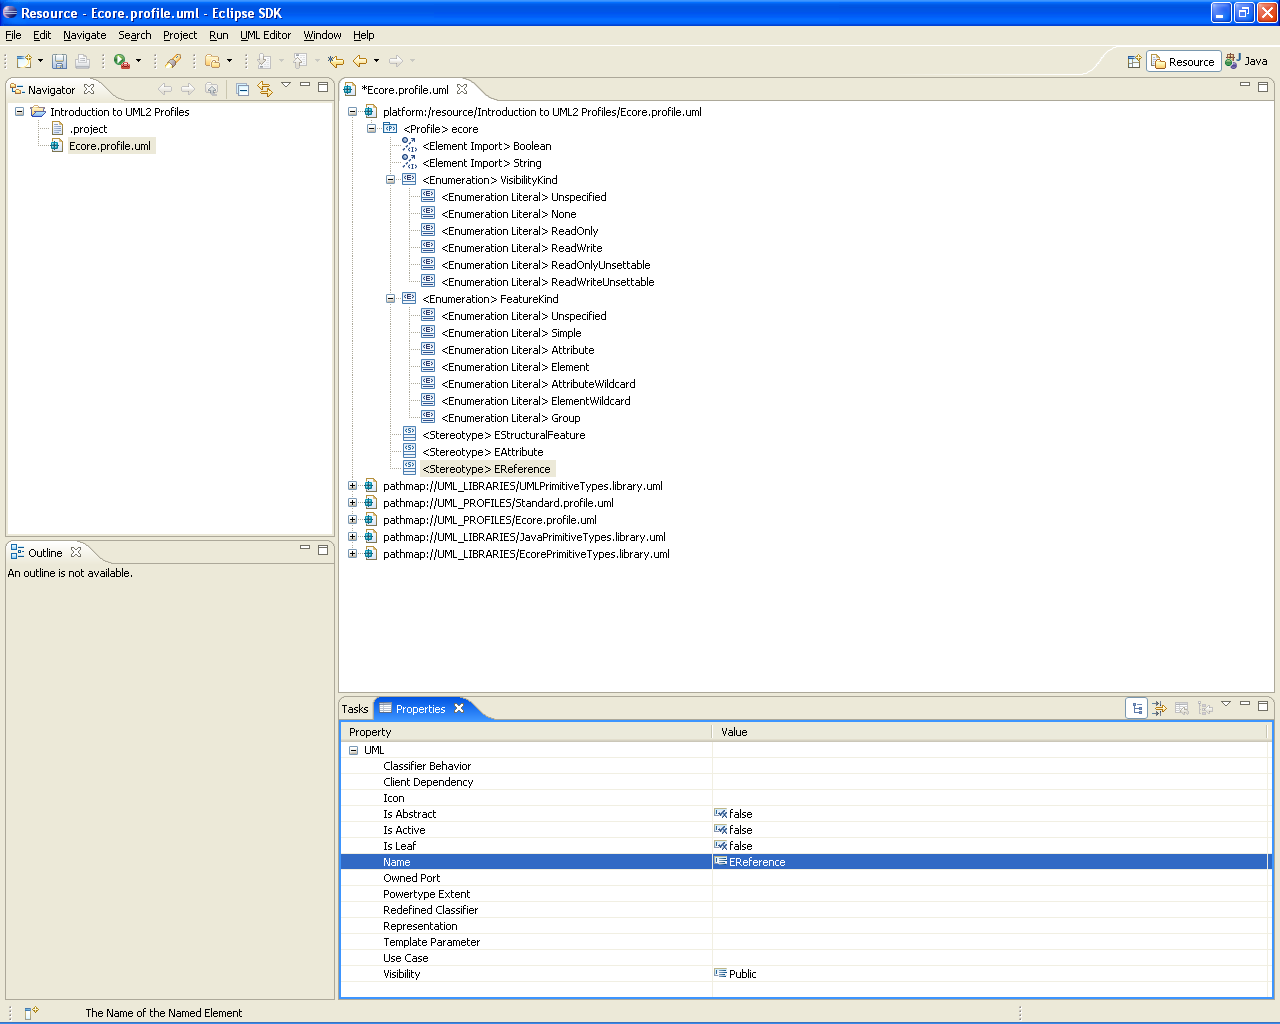 Resource - Ecore.profile.uml - Eclipse SDK
File Edit Navigate Search Project Run UML Editor Window Help
Resource Java
Navigator
Introduction to UML2 Profiles
.project
Ecore.profile.uml
*Ecore.profile.uml
platform:/resource/Introduction to UML2 Profiles/Ecore.profile.uml
<Profile> ecore
<Element Import> Boolean
<Element Import> String
<Enumeration> VisibilityKind
<Enumeration Literal> Unspecified
<Enumeration Literal> None
<Enumeration Literal> ReadOnly
<Enumeration Literal> ReadWrite
<Enumeration Literal> ReadOnlyUnsettable
<Enumeration Literal> ReadWriteUnsettable
<Enumeration> FeatureKind
<Enumeration Literal> Unspecified
<Enumeration Literal> Simple
<Enumeration Literal> Attribute
<Enumeration Literal> Element
<Enumeration Literal> AttributeWildcard
<Enumeration Literal> ElementWildcard
<Enumeration Literal> Group
<Stereotype> EStructuralFeature
<Stereotype> EAttribute
<Stereotype> EReference
pathmap://UML_LIBRARIES/UMLPrimitiveTypes.library.uml
pathmap://UML_PROFILES/Standard.profile.uml
pathmap://UML_PROFILES/Ecore.profile.uml
pathmap://UML_LIBRARIES/JavaPrimitiveTypes.library.uml
pathmap://UML_LIBRARIES/EcorePrimitiveTypes.library.uml
Outline
An outline is not available.
Tasks Properties
Property Value
UML
Classifier Behavior
Client Dependency
Icon
Is Abstract false
Is Active false
Is Leaf false
Name EReference
Owned Port
Powertype Extent
Redefined Classifier
Representation
Template Parameter
Use Case
Visibility Public
The Name of the Named Element